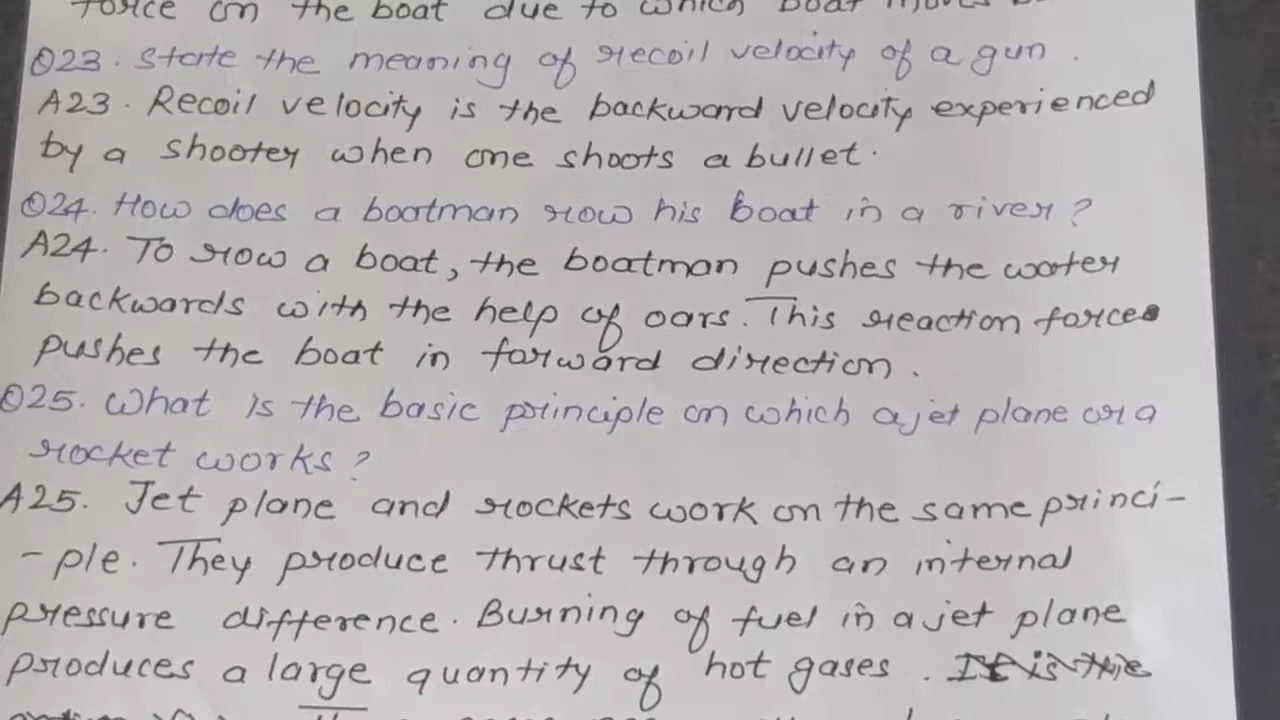 force on the boat due to which boat moves
Q23. State the meaning of recoil velocity of a gun.
A23. Recoil velocity is the backward velocity experienced
by a shooter when one shoots a bullet.
Q24. How does a boatman row his boat in a river?
A24. To row a boat, the boatman pushes the water
backwards with the help of oars. This reaction force
pushes the boat in forward direction.
Q25. What is the basic principle on which a jet plane or a
rocket works?
A25. Jet plane and rockets work on the same princi-
-ple. They produce thrust through an internal
pressure difference. Burning of fuel in a jet plane
produces a large quantity of hot gases. It is the